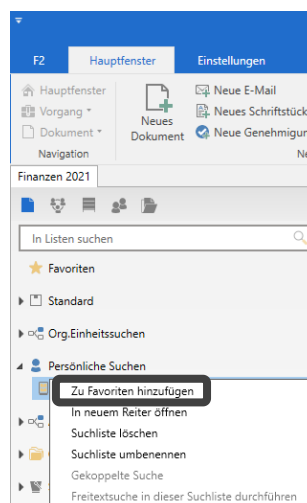 F2 Hauptfenster Einstellungen
Hauptfenster
Vorgang
Dokument
Navigation
Neues
Dokument
Neue E-Mail
Neues Schriftstück
Neue Genehmigun
Ne
Finanzen 2021
In Listen suchen
Favoriten
Standard
Org.Einheitssuchen
Persönliche Suchen
Zu Favoriten hinzufügen
In neuem Reiter öffnen
Suchliste löschen
Suchliste umbenennen
Gekoppelte Suche
Freitextsuche in dieser Suchliste durchführen